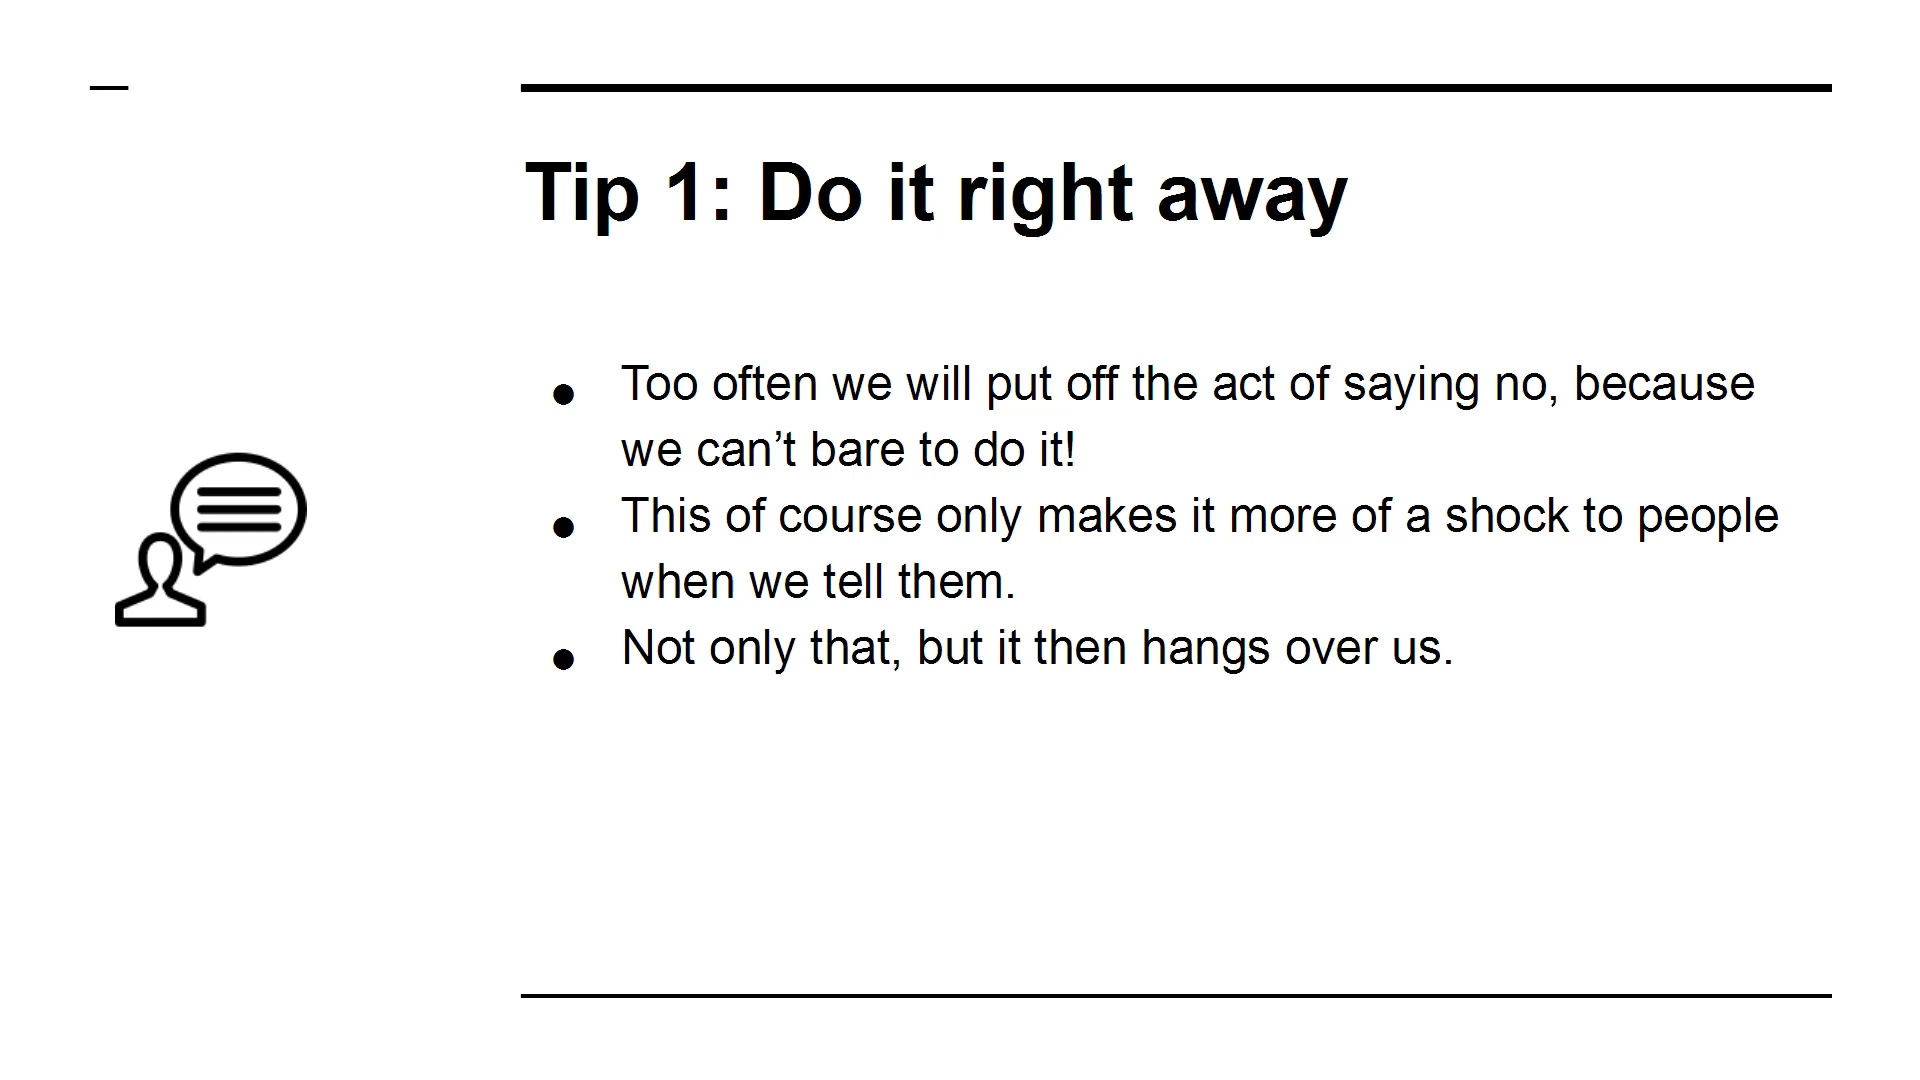 Tip 1: Do it right away
● Too often we will put off the act of saying no, because
we can’t bare to do it!
● This of course only makes it more of a shock to people
when we tell them.
● Not only that, but it then hangs over us.